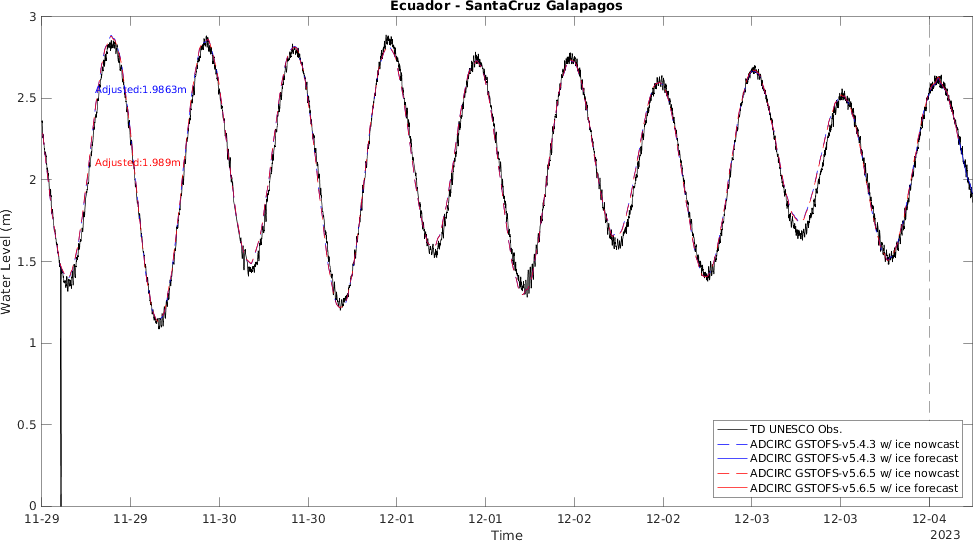 Ecuador - SantaCruz Galapagos
Water Level (m)
3
2.5
2
1.5
1
0.5
0
Adjusted:1.9863m
Adjusted:1.989m
TD UNESCO Obs.
ADCIRC GSTOFS-v5.4.3 w/ ice nowcast
ADCIRC GSTOFS-v5.4.3 w/ ice forecast
ADCIRC GSTOFS-v5.6.5 w/ ice nowcast
ADCIRC GSTOFS-v5.6.5 w/ ice forecast
11-29 11-29 11-30 11-30 12-01 12-01 12-02 12-02 12-03 12-03 12-04
Time
2023